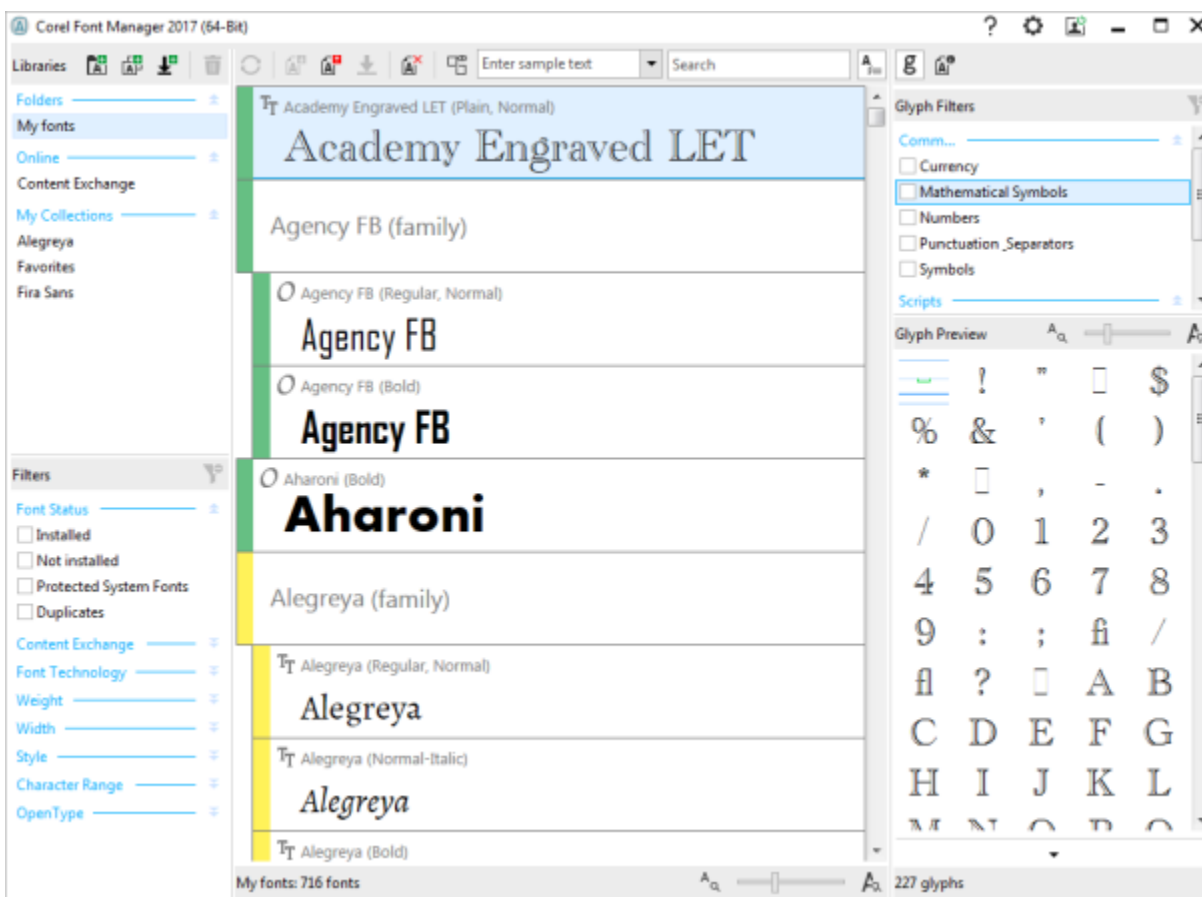 Corel Font Manager 2017 (64-Bit)
Libraries
Enter sample text
Search
Folders
My fonts
Online
Content Exchange
My Collections
Alegreya
Favorites
Fira Sans
Filters
Font Status
Installed
Not installed
Protected System Fonts
Duplicates
Content Exchange
Font Technology
Weight
Width
Style
Character Range
OpenType
Academy Engraved LET (Plain, Normal)
Academy Engraved LET
Agency FB (family)
Agency FB (Regular, Normal)
Agency FB
Agency FB (Bold)
Agency FB
Aharoni (Bold)
Aharoni
Alegreya (family)
Alegreya (Regular, Normal)
Alegreya
Alegreya (Normal-Italic)
Alegreya
Alegreya (Bold)
My fonts: 716 fonts
Glyph Filters
Comm...
Currency
Mathematical Symbols
Numbers
Punctuation_Separators
Symbols
Scripts
Glyph Preview
! " $
% & ' ( )
* , - .
/ 0 1 2 3
4 5 6 7 8
9 : ; fi /
fl ? A B
C D E F G
H I J K L
227 glyphs